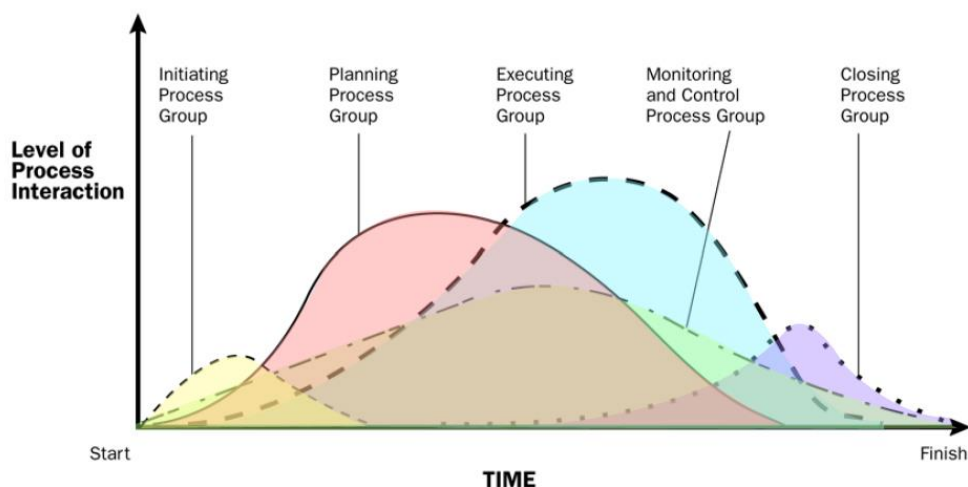 Initiating
Process
Group
Planning
Process
Group
Executing
Process
Group
Monitoring
and Control
Process Group
Closing
Process
Group
Level of
Process
Interaction
Start
Finish
TIME